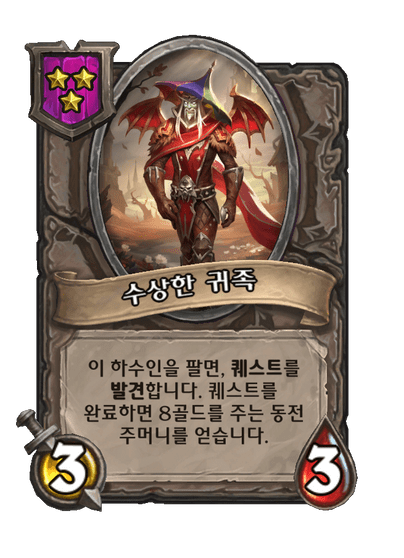 수상한 귀족
이 하수인을 팔면, 퀘스트를
발견합니다. 퀘스트를
완료하면 8골드를 주는 동전
주머니를 얻습니다.
3
3